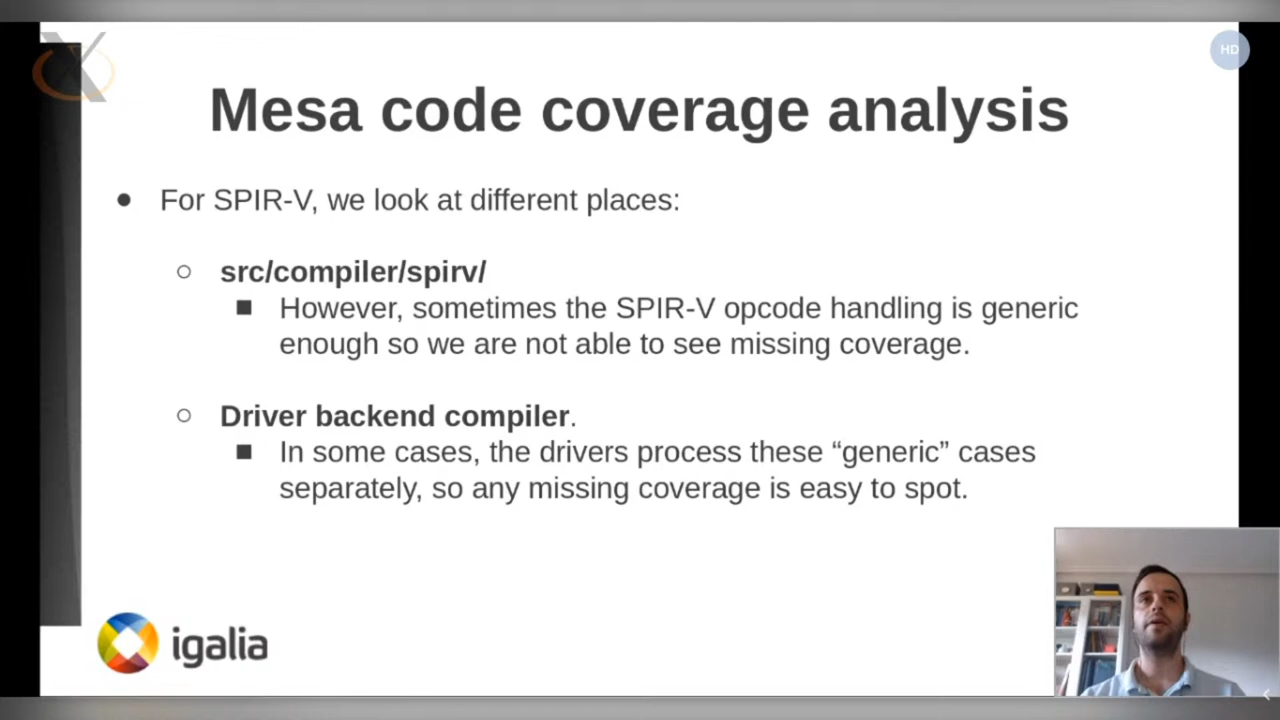 HD
Mesa code coverage analysis
● For SPIR-V, we look at different places:
○ src/compiler/spirv/
■ However, sometimes the SPIR-V opcode handling is generic
enough so we are not able to see missing coverage.
○ Driver backend compiler.
■ In some cases, the drivers process these “generic” cases
separately, so any missing coverage is easy to spot.
igalia